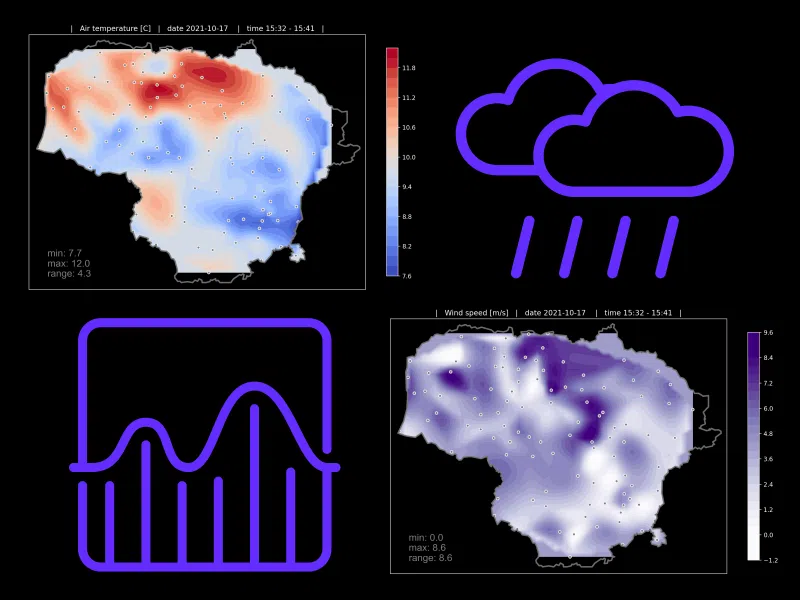 | Air temperature [C] | date 2021-10-17 | time 15:32 - 15:41 |
11.8
11.2
10.6
10.0
9.4
8.8
8.2
7.6
min: 7.7
max: 12.0
range: 4.3
| Wind speed [m/s] | date 2021-10-17 | time 15:32 - 15:41 |
9.6
8.4
7.2
6.0
4.8
3.6
2.4
1.2
0.0
−1.2
min: 0.0
max: 8.6
range: 8.6